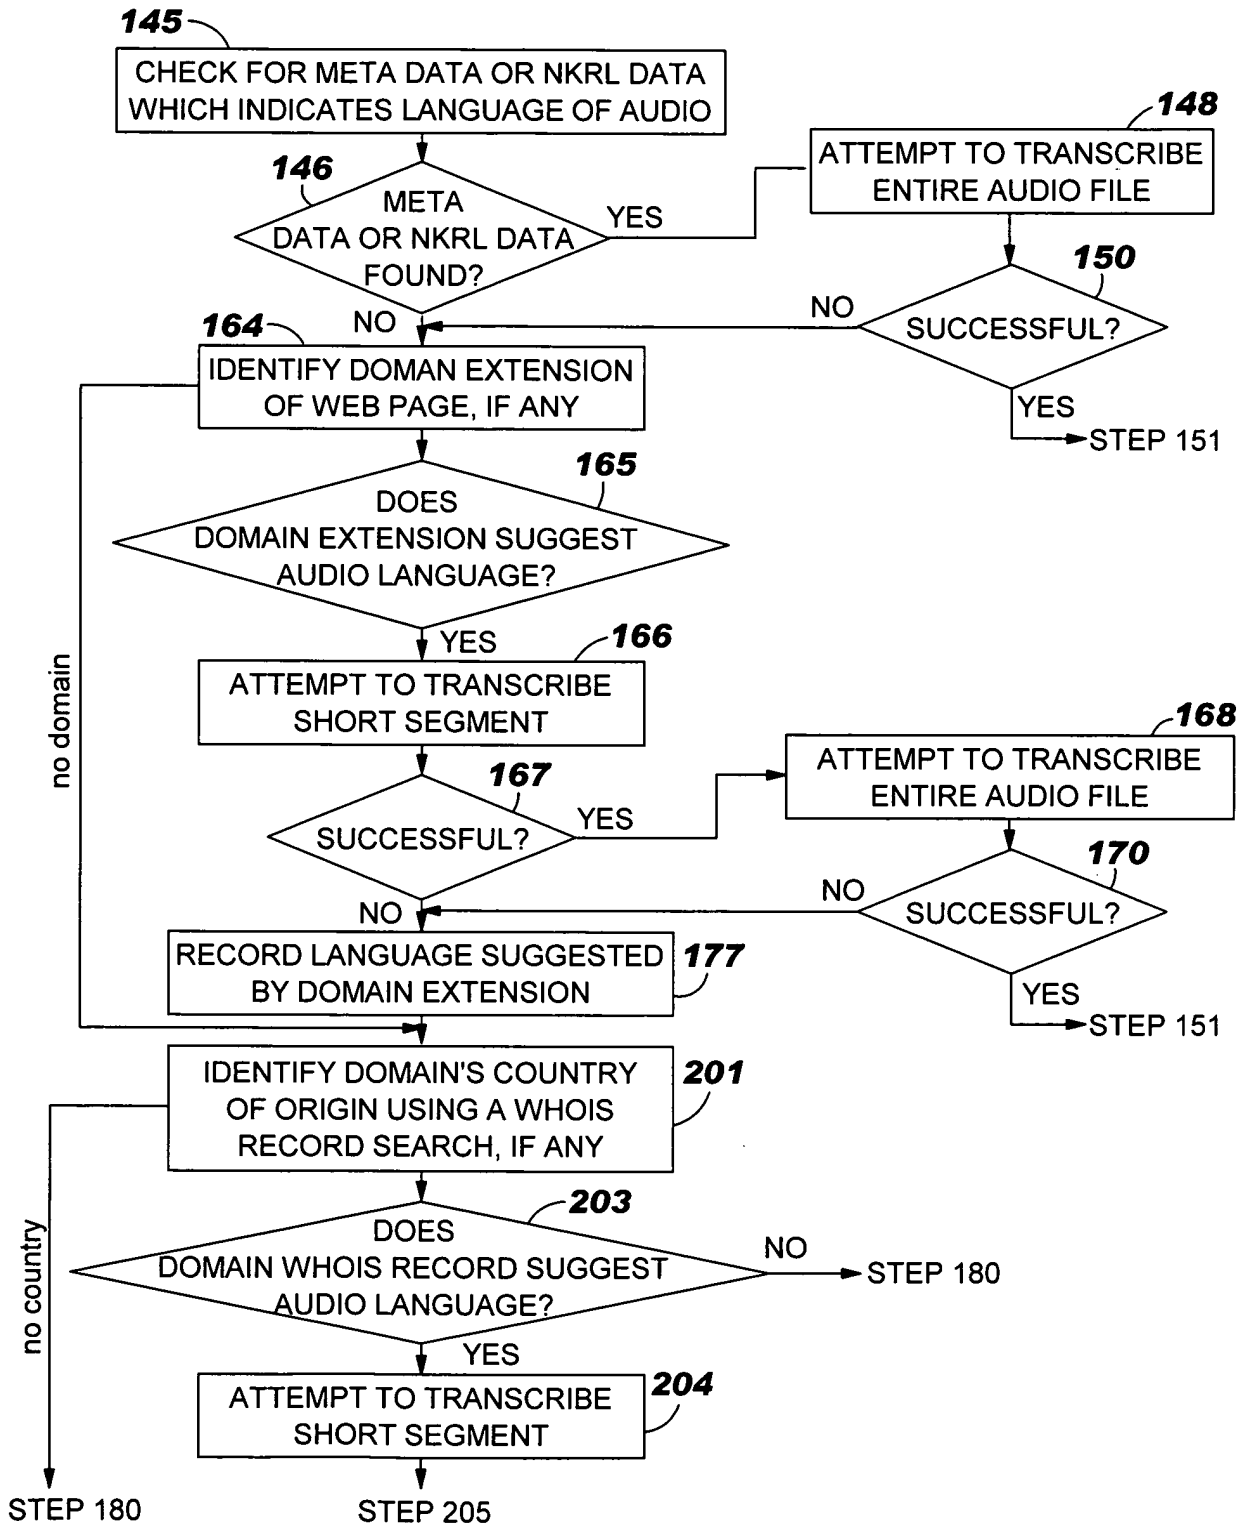 145
CHECK FOR META DATA OR NKRL DATA
WHICH INDICATES LANGUAGE OF AUDIO
148
ATTEMPT TO TRANSCRIBE
ENTIRE AUDIO FILE
146
META
DATA OR NKRL DATA
FOUND?
YES
NO
150
SUCCESSFUL?
NO
YES
STEP 151
164
IDENTIFY DOMAN EXTENSION
OF WEB PAGE, IF ANY
no domain
165
DOES
DOMAIN EXTENSION SUGGEST
AUDIO LANGUAGE?
YES
166
ATTEMPT TO TRANSCRIBE
SHORT SEGMENT
167
SUCCESSFUL?
YES
NO
168
ATTEMPT TO TRANSCRIBE
ENTIRE AUDIO FILE
170
SUCCESSFUL?
NO
YES
STEP 151
177
RECORD LANGUAGE SUGGESTED
BY DOMAIN EXTENSION
201
IDENTIFY DOMAIN'S COUNTRY
OF ORIGIN USING A WHOIS
RECORD SEARCH, IF ANY
no country
203
DOES
DOMAIN WHOIS RECORD SUGGEST
AUDIO LANGUAGE?
NO
STEP 180
YES
204
ATTEMPT TO TRANSCRIBE
SHORT SEGMENT
STEP 180
STEP 205